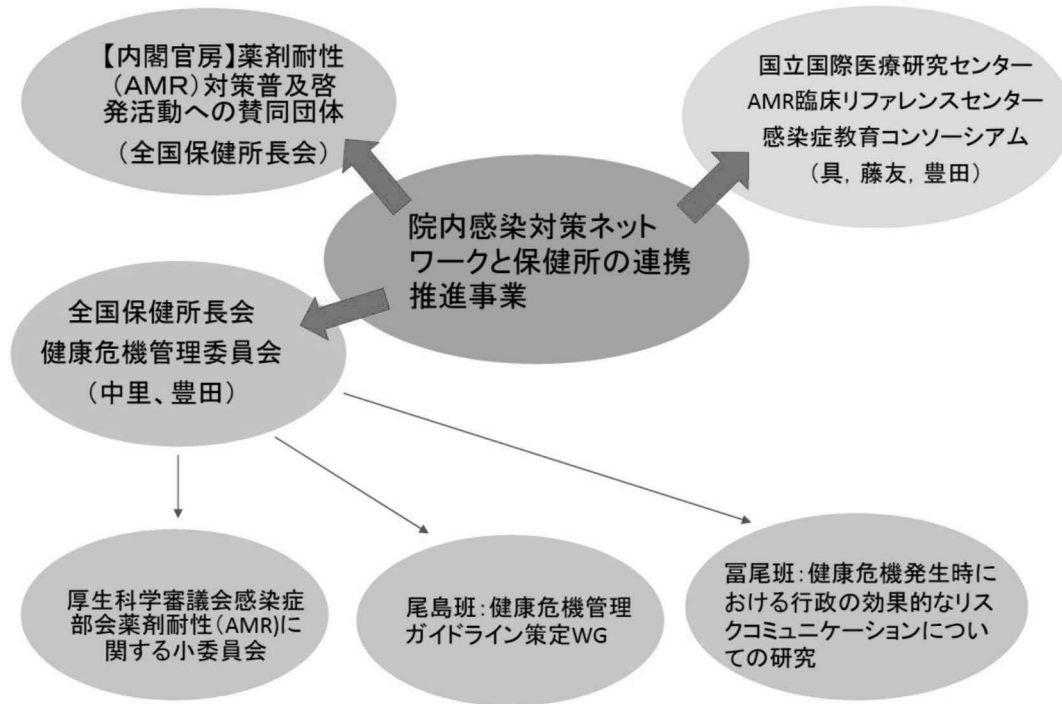 【内閣官房】薬剤耐性
(AMR)対策普及啓
発活動への賛同団体
(全国保健所長会)
国立国際医療研究センター
AMR臨床リファレンスセンター
感染症教育コンソーシアム
(具, 藤友, 豊田)
院内感染対策ネット
ワークと保健所の連携
推進事業
全国保健所長会
健康危機管理委員会
(中里、豊田)
厚生科学審議会感染症
部会薬剤耐性(AMR)に
関する小委員会
尾島班:健康危機管理
ガイドライン策定WG
冨尾班:健康危機発生時に
おける行政の効果的なリス
クコミュニケーションについ
ての研究